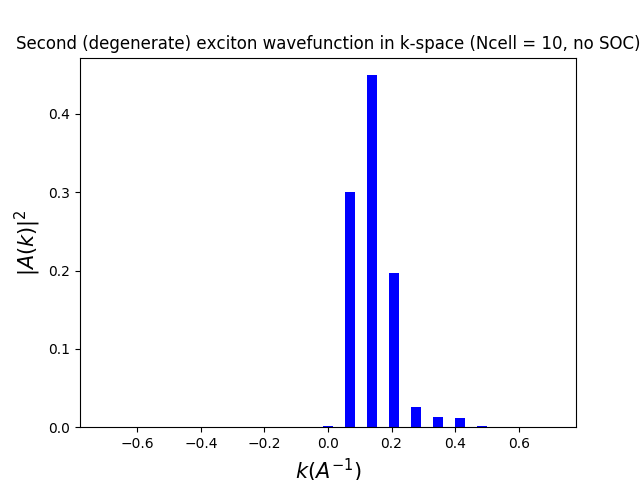 Second (degenerate) exciton wavefunction in k-space (Ncell = 10, no SOC)
0.4
0.3
0.2
0.1
0.0
|A(k)|²
−0.6 −0.4 −0.2 0.0 0.2 0.4 0.6
k(A⁻¹)